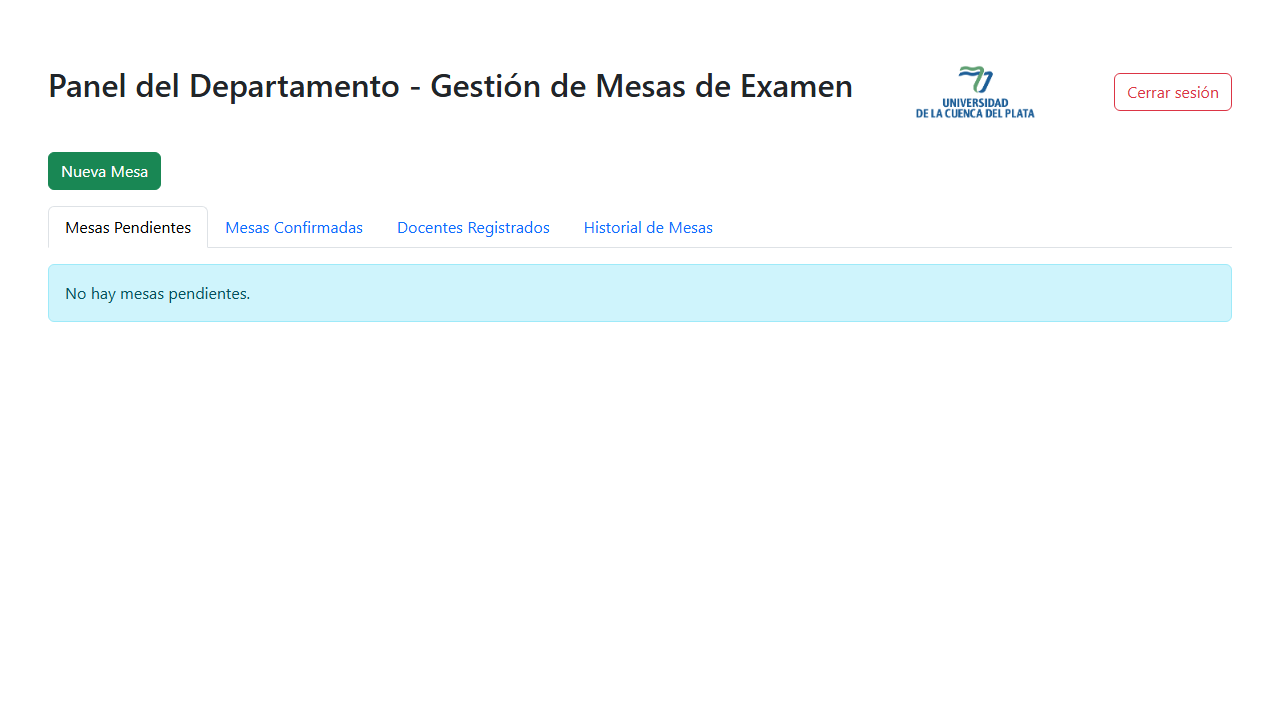 Panel del Departamento - Gestión de Mesas de Examen
UNIVERSIDAD
DE LA CUENCA DEL PLATA
Cerrar sesión
Nueva Mesa
Mesas Pendientes
Mesas Confirmadas
Docentes Registrados
Historial de Mesas
No hay mesas pendientes.